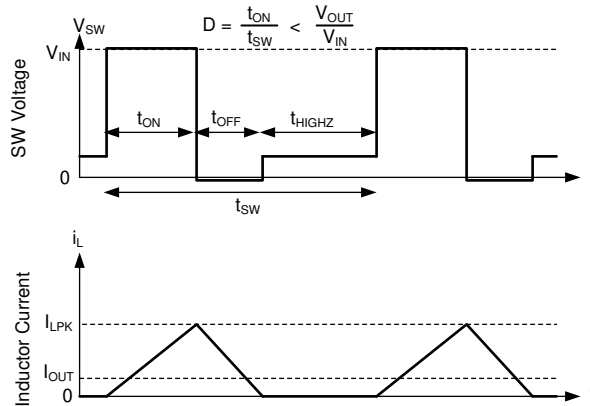 V_SW
D = t_ON / t_SW < V_OUT / V_IN
V_IN
SW Voltage
t_ON
t_OFF
t_HIGHZ
0
t_SW
i_L
Inductor Current
I_LPK
I_OUT
0